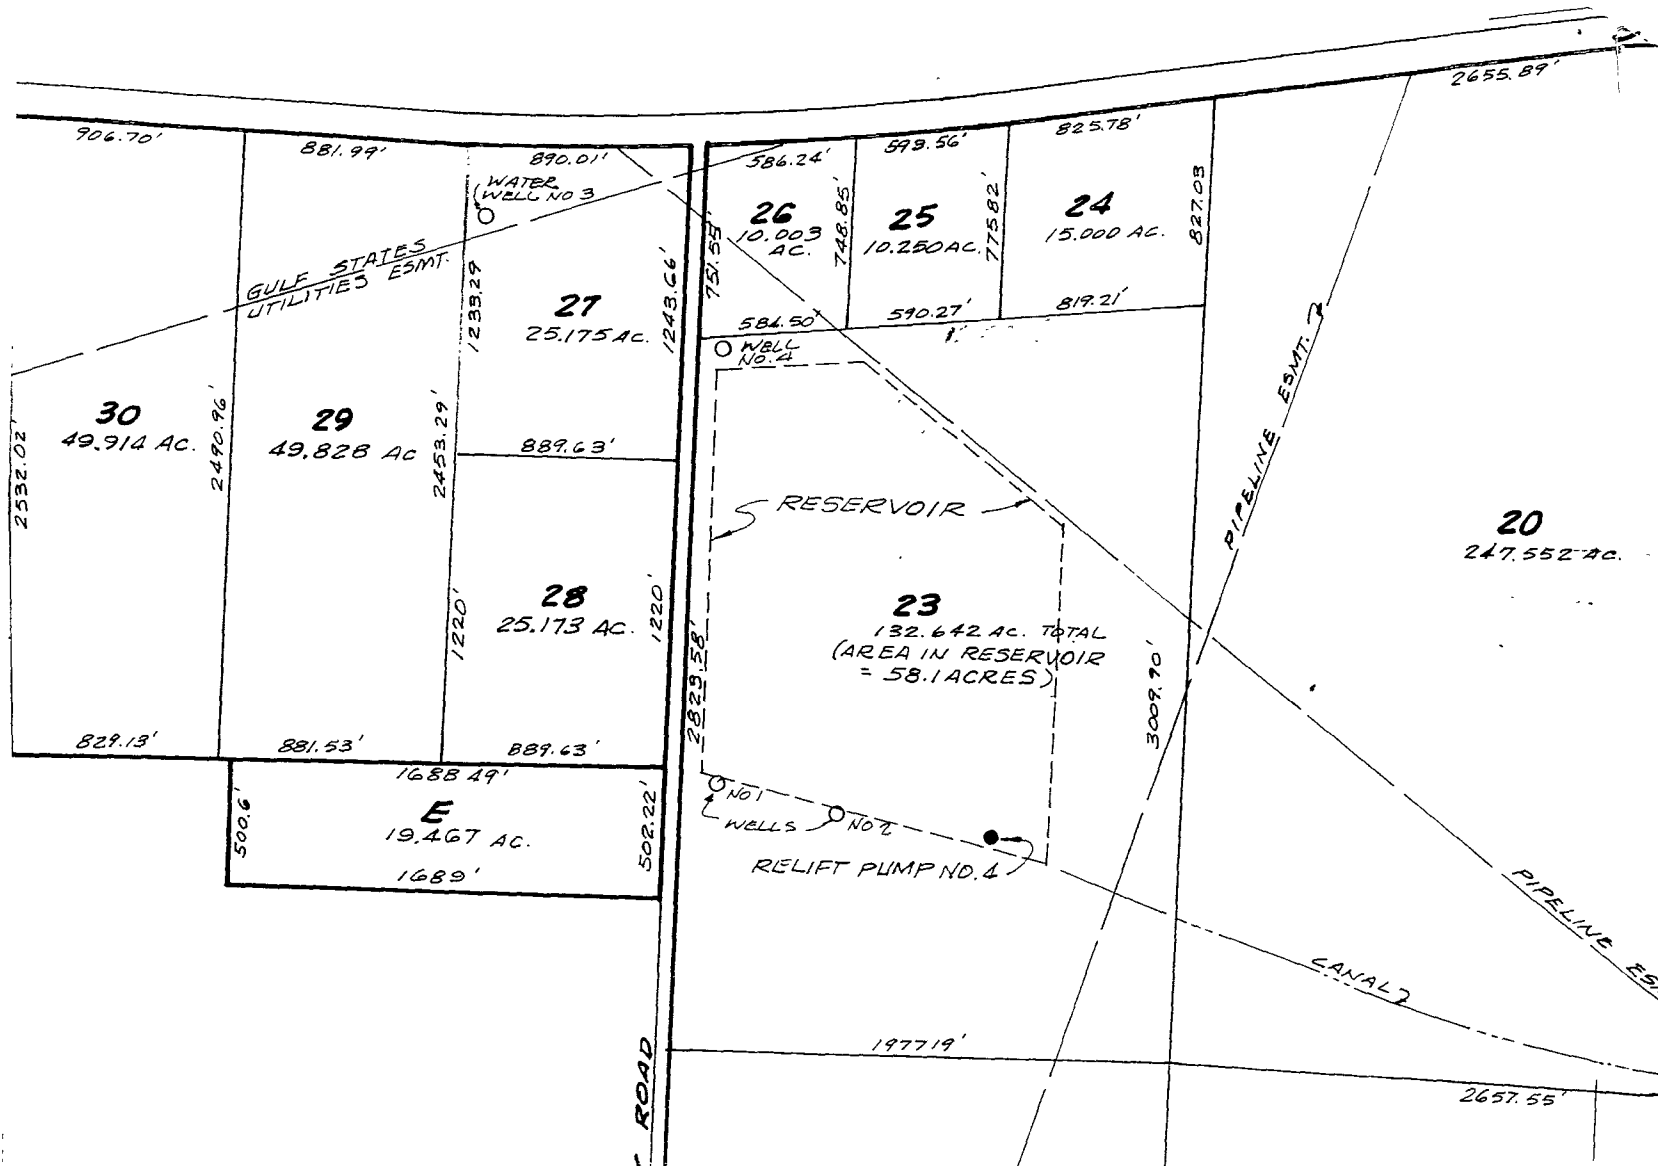 2655.89'
906.70'
881.99'
890.01'
586.24'
593.56'
825.78'
WATER
WELL NO 3
26
10.003
AC.
25
10.250AC.
24
15.000 AC.
751.55'
748.85'
775.82'
827.03
GULF STATES
UTILITIES ESMT.
1233.29
27
25.175 AC.
1243.66'
584.50'
590.27'
819.21'
WELL
NO. 4
PIPELINE ESMT.
30
49.914 AC.
2532.02'
2490.96'
29
49.828 AC
2453.29'
889.63'
RESERVOIR
20
247.552 AC.
28
25.173 AC.
1220'
1220'
23
132.642 AC. TOTAL
(AREA IN RESERVOIR
= 58.1 ACRES)
2829.58'
3009.90'
829.13'
881.53'
889.63'
1688.49'
E
19.467 AC.
500.6'
502.22'
1689'
NO 1
WELLS
NO 2
RELIFT PUMP NO. 4
PIPELINE
CANAL
ROAD
1977.19'
2657.55'